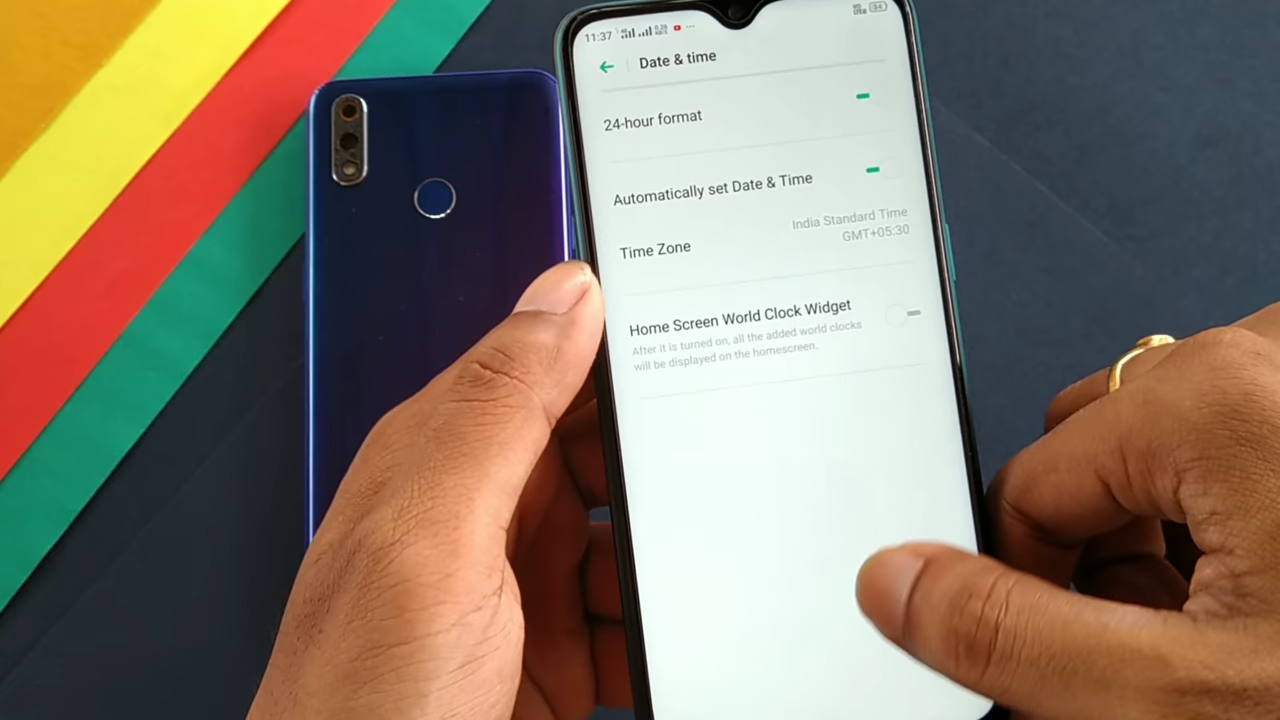 11:37
34
Date & time
24-hour format
Automatically set Date & Time
Time Zone
India Standard Time
GMT+05:30
Home Screen World Clock Widget
After it is turned on, all the added world clocks
will be displayed on the homescreen.